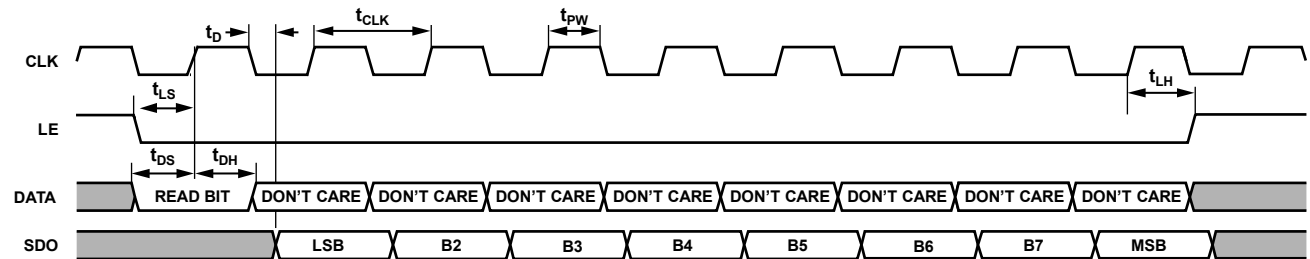 tD tCLK tPW
CLK
tLS tLH
LE
tDS tDH
DATA READ BIT DON'T CARE DON'T CARE DON'T CARE DON'T CARE DON'T CARE DON'T CARE DON'T CARE DON'T CARE
SDO LSB B2 B3 B4 B5 B6 B7 MSB